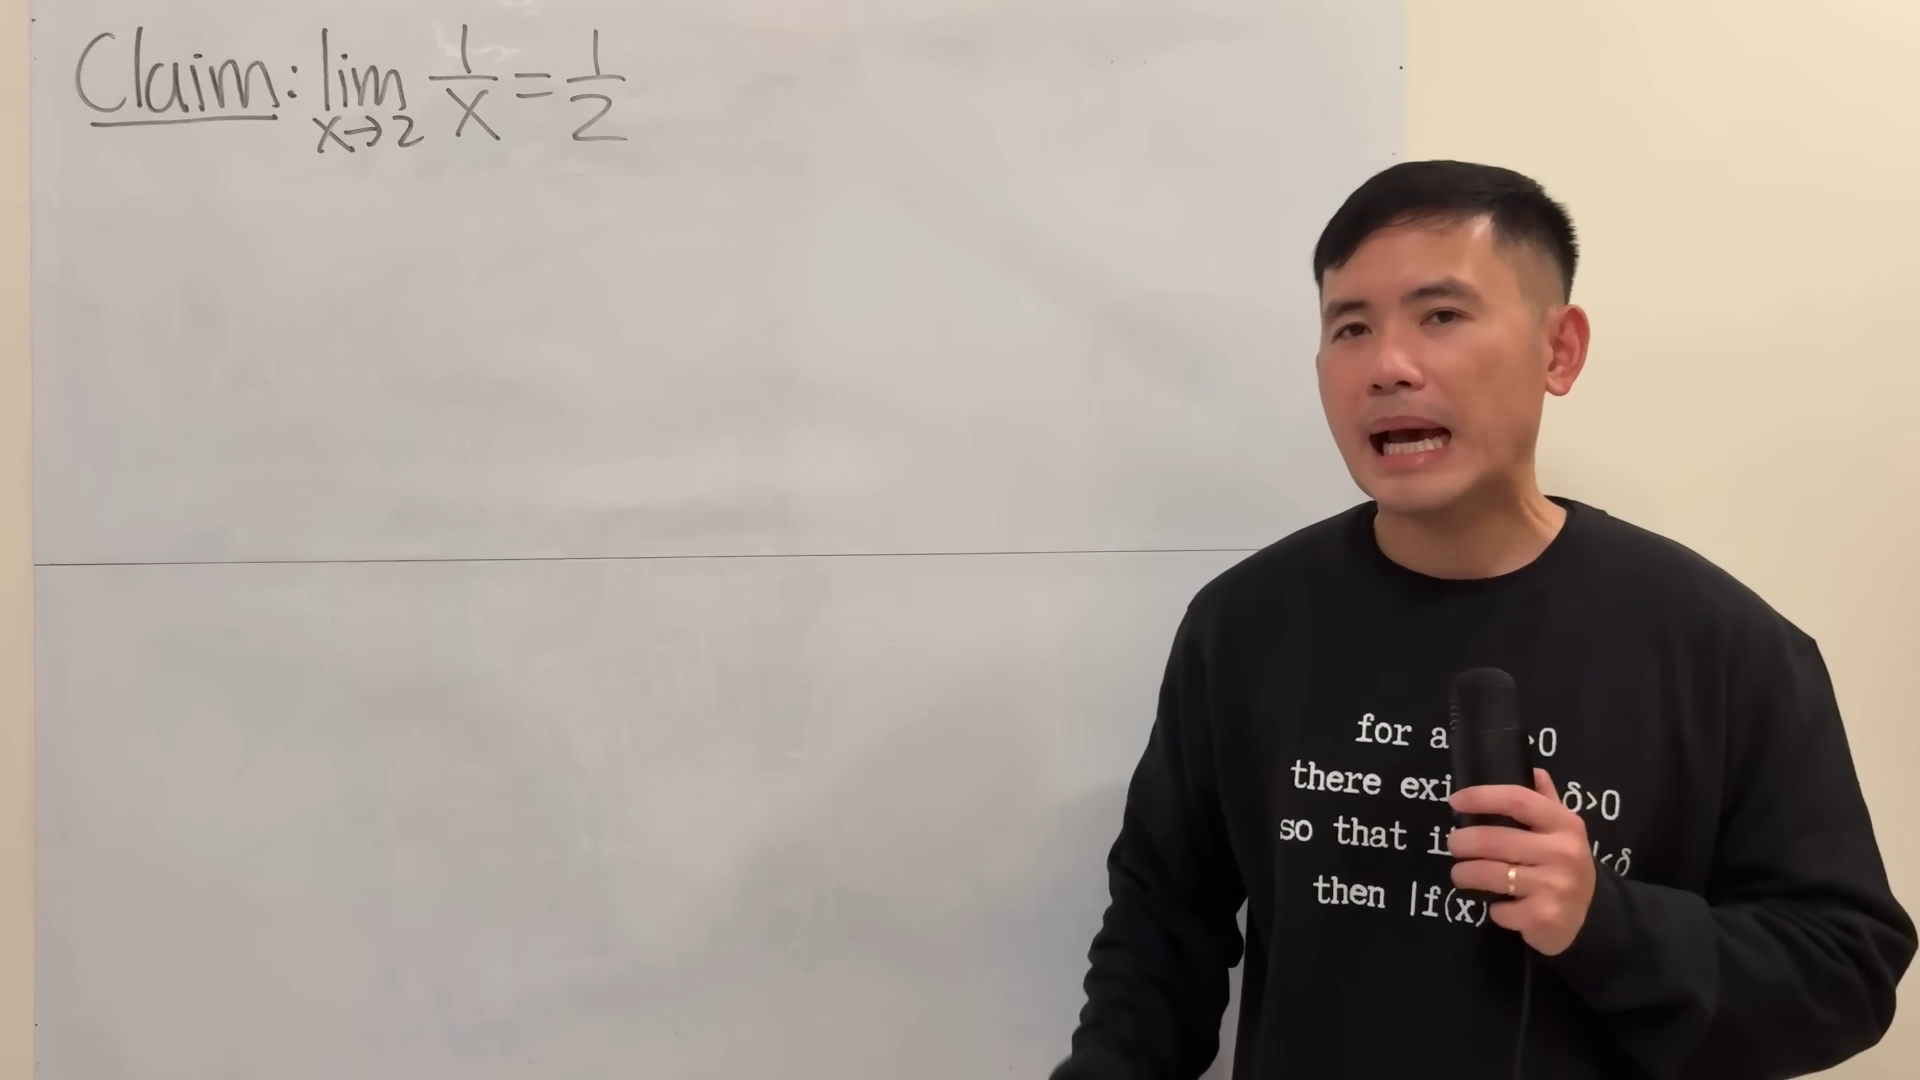 Claim: lim x→2 1/x = 1/2
for a >0
there exi δ>0
so that i |<δ
then |f(x)